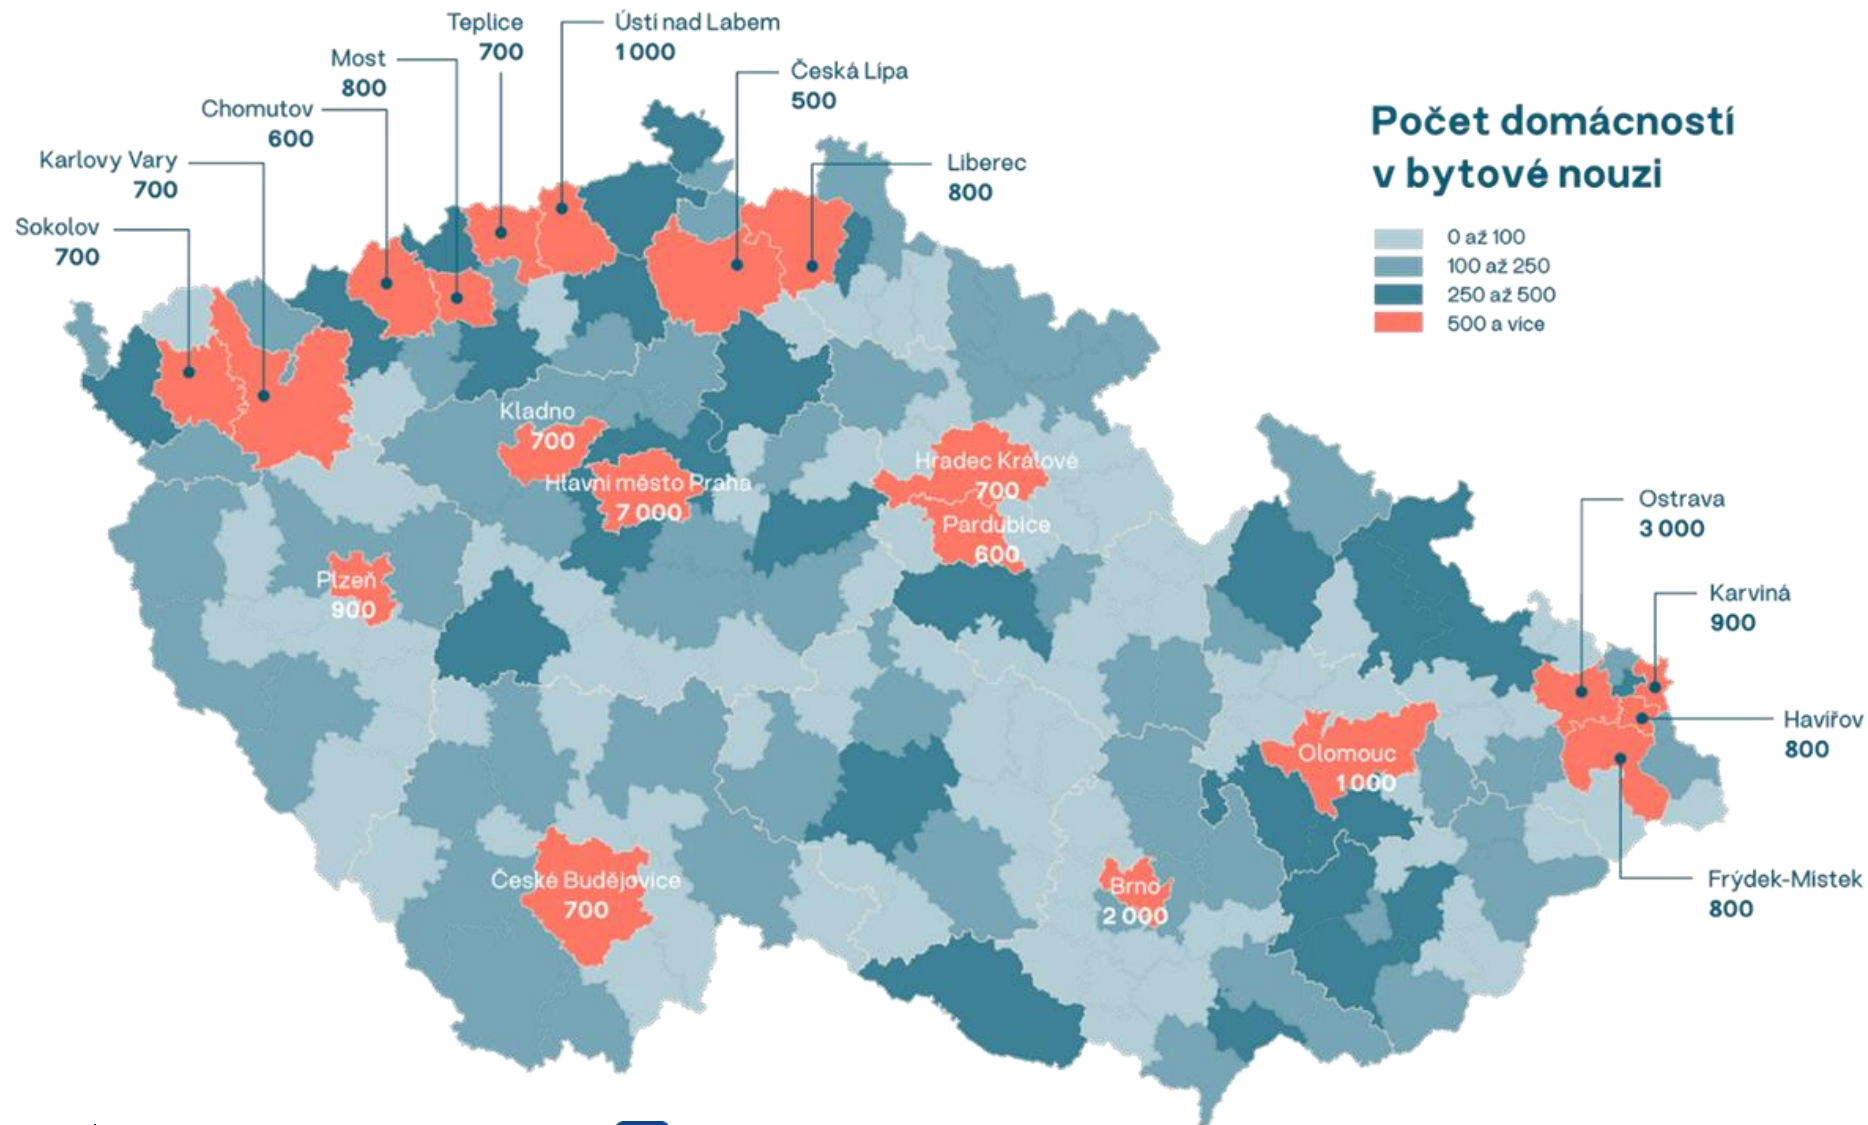 Teplice
700
Ústí nad Labem
1 000
Most
800
Česká Lípa
500
Chomutov
600
Karlovy Vary
700
Liberec
800
Sokolov
700
Počet domácností
v bytové nouzi
0 až 100
100 až 250
250 až 500
500 a více
Kladno
700
Hlavní město Praha
7 000
Hradec Králové
700
Pardubice
600
Plzeň
900
Ostrava
3 000
Karviná
900
Havířov
800
Olomouc
1 000
Frýdek-Místek
800
České Budějovice
700
Brno
2 000